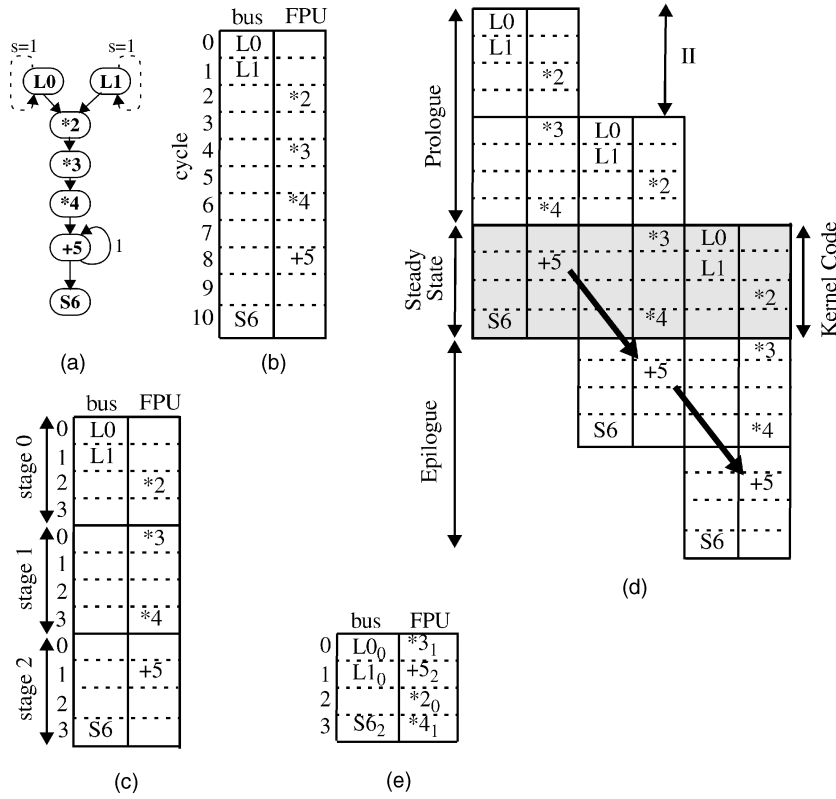 s=1 s=1
L0 L1
*2
*3
*4
+5 1
S6
(a)
bus FPU
cycle
0 L0
1 L1
2 *2
3
4 *3
5
6 *4
7
8 +5
9
10 S6
(b)
bus FPU
stage 0
0 L0
1 L1
2 *2
3
stage 1
0 *3
1
2
3 *4
stage 2
0
1 +5
2
3 S6
(c)
Prologue
II
L0
L1
*2
*3 L0
L1
*2
*4
Steady State
Kernel Code
*3 L0
+5 L1
*2
S6 *4
Epilogue
*3
+5
S6 *4
+5
S6
(d)
bus FPU
0 L0₀ *3₁
1 L1₀ +5₂
2 *2₀
3 S6₂ *4₁
(e)